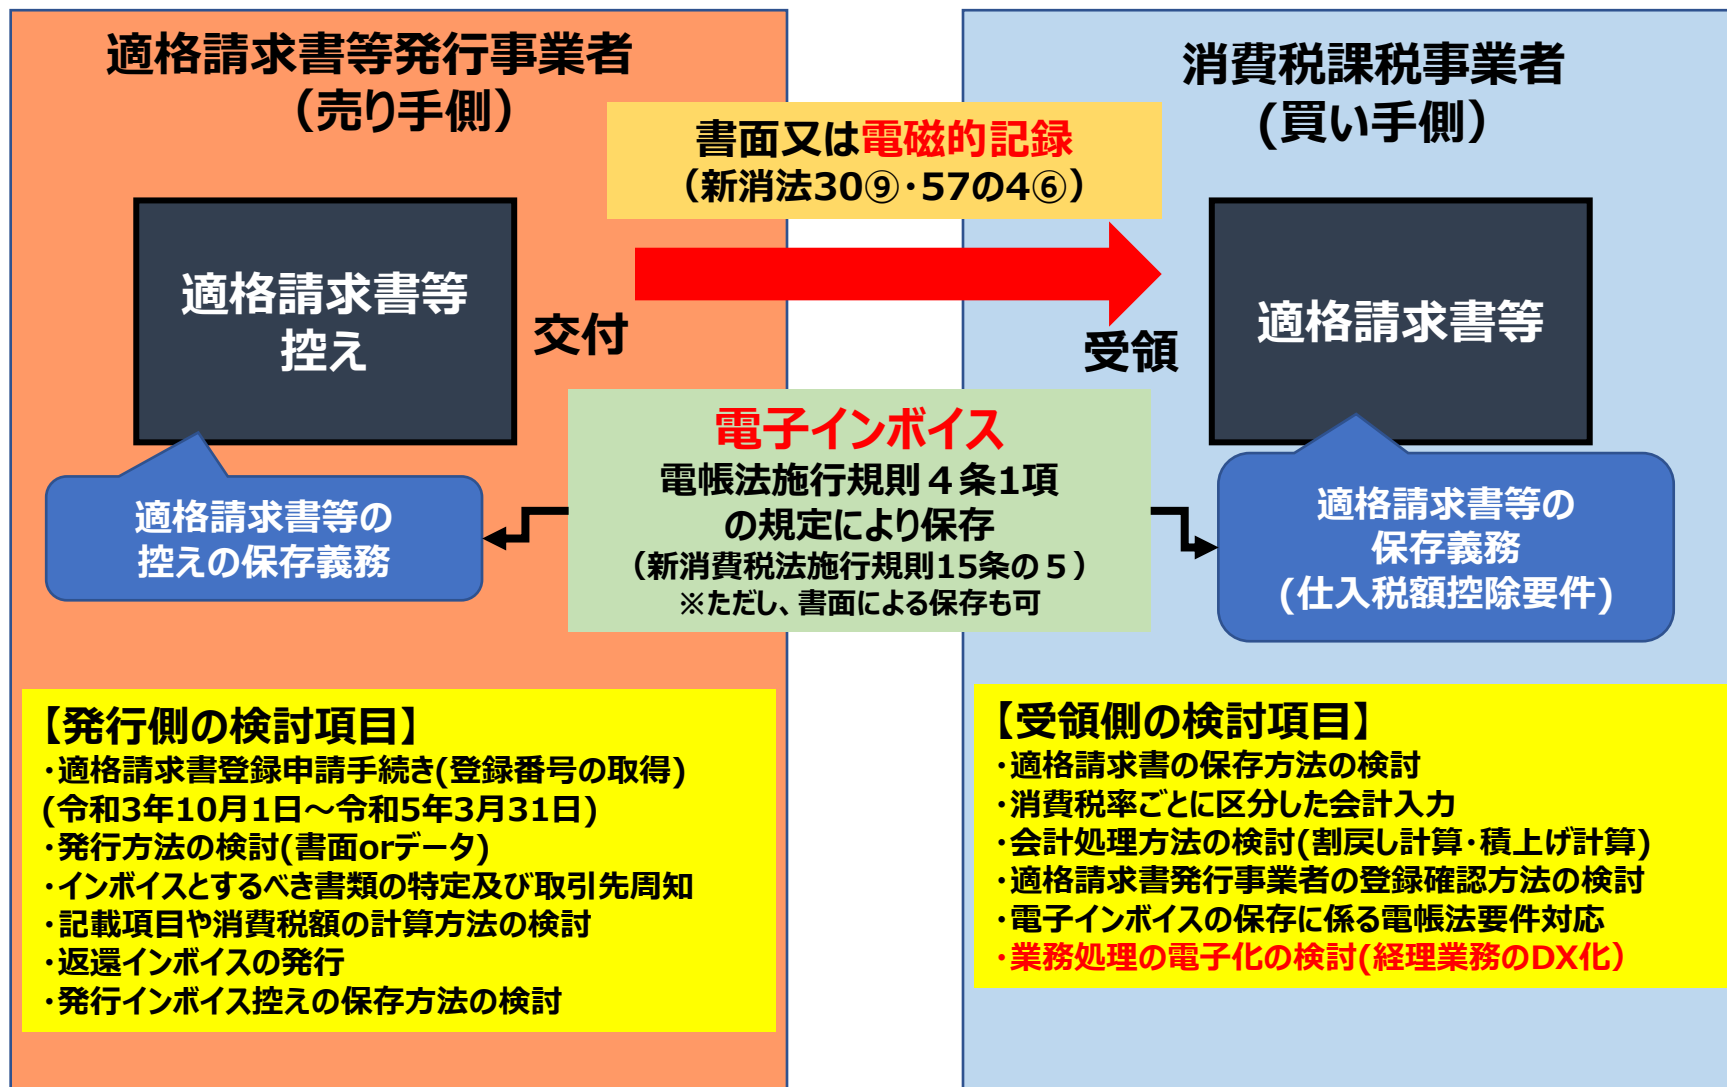 適格請求書等発行事業者
（売り手側）
消費税課税事業者
(買い手側）
書面又は電磁的記録
（新消法30⑨・57の4⑥）
適格請求書等
控え
交付
受領
適格請求書等
電子インボイス
電帳法施行規則４条1項
の規定により保存
（新消費税法施行規則15条の５）
※ただし、書面による保存も可
適格請求書等の
控えの保存義務
適格請求書等の
保存義務
(仕入税額控除要件)
【発行側の検討項目】
・適格請求書登録申請手続き(登録番号の取得)
(令和3年10月1日～令和5年3月31日)
・発行方法の検討(書面orデータ)
・インボイスとするべき書類の特定及び取引先周知
・記載項目や消費税額の計算方法の検討
・返還インボイスの発行
・発行インボイス控えの保存方法の検討
【受領側の検討項目】
・適格請求書の保存方法の検討
・消費税率ごとに区分した会計入力
・会計処理方法の検討(割戻し計算・積上げ計算)
・適格請求書発行事業者の登録確認方法の検討
・電子インボイスの保存に係る電帳法要件対応
・業務処理の電子化の検討(経理業務のDX化）